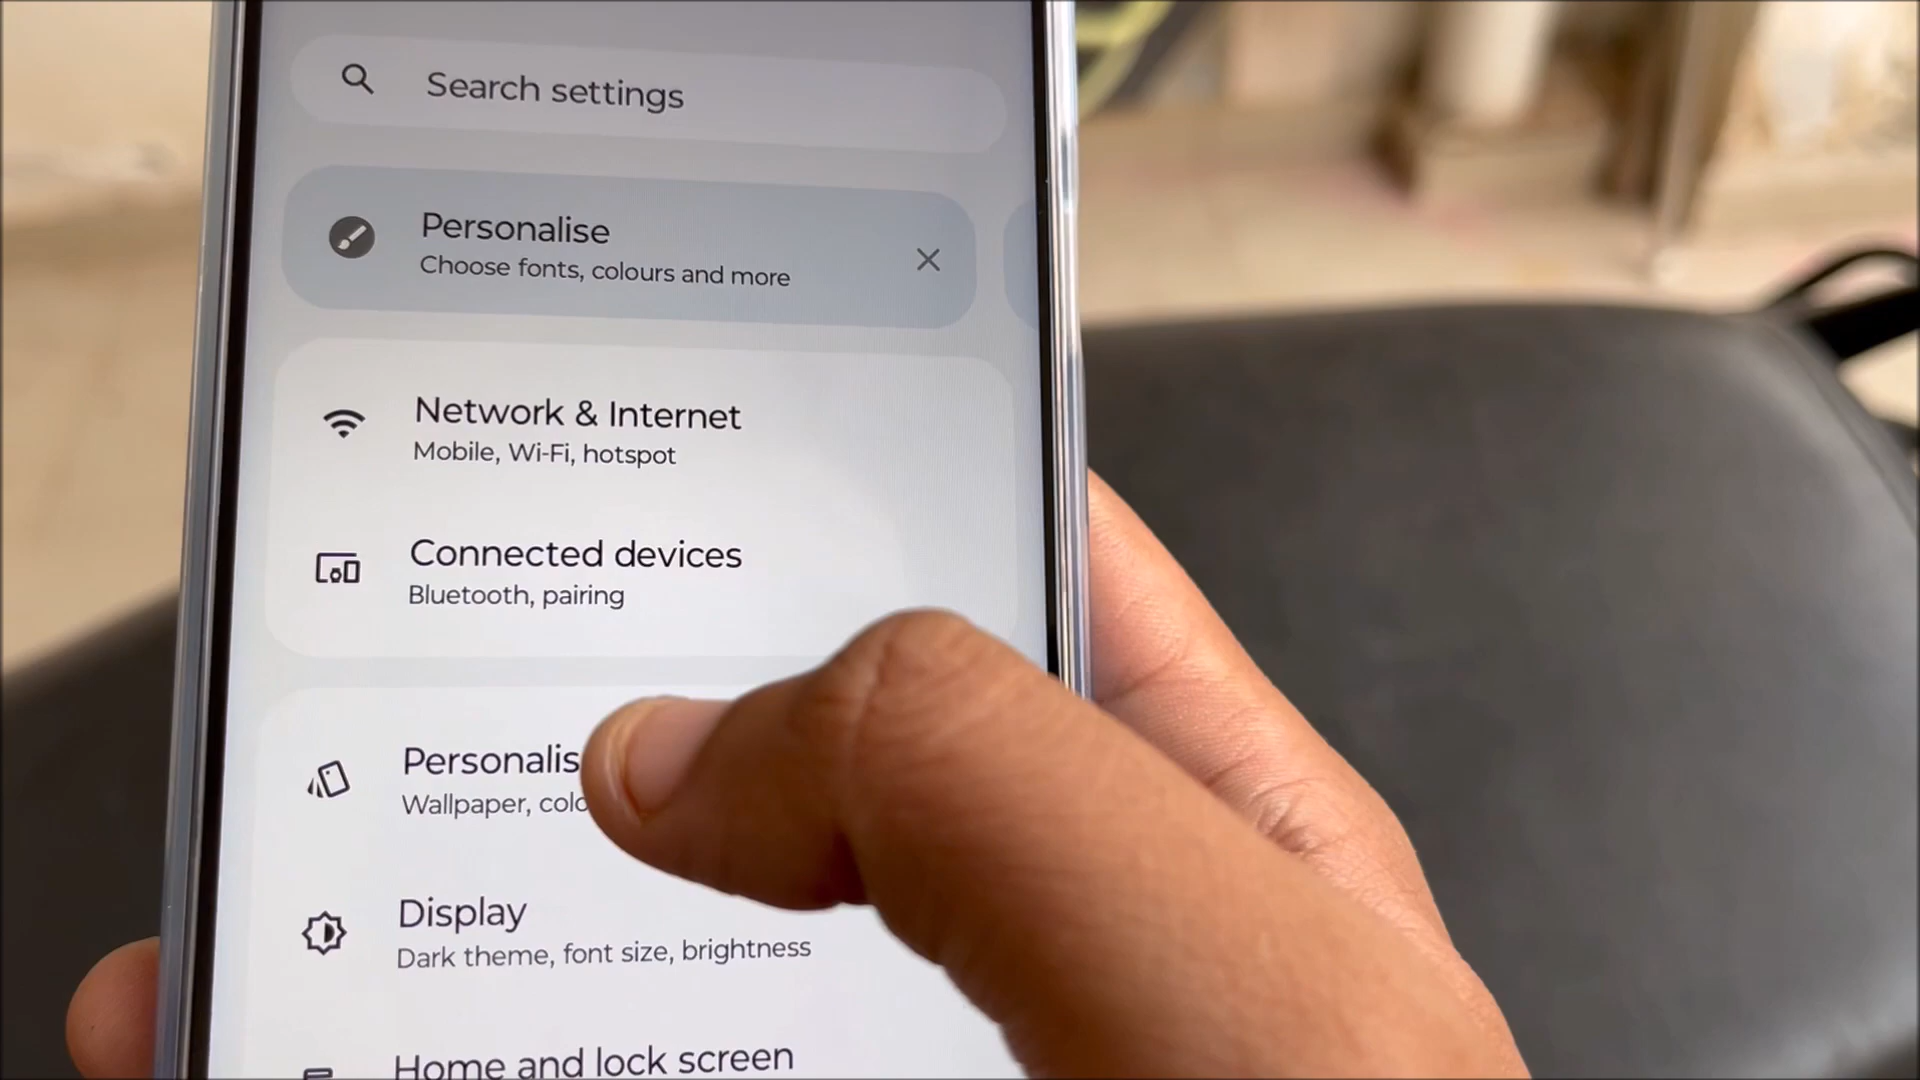 Search settings
Personalise
Choose fonts, colours and more
Network & Internet
Mobile, Wi-Fi, hotspot
Connected devices
Bluetooth, pairing
Personalis
Wallpaper, colo
Display
Dark theme, font size, brightness
Home and lock screen